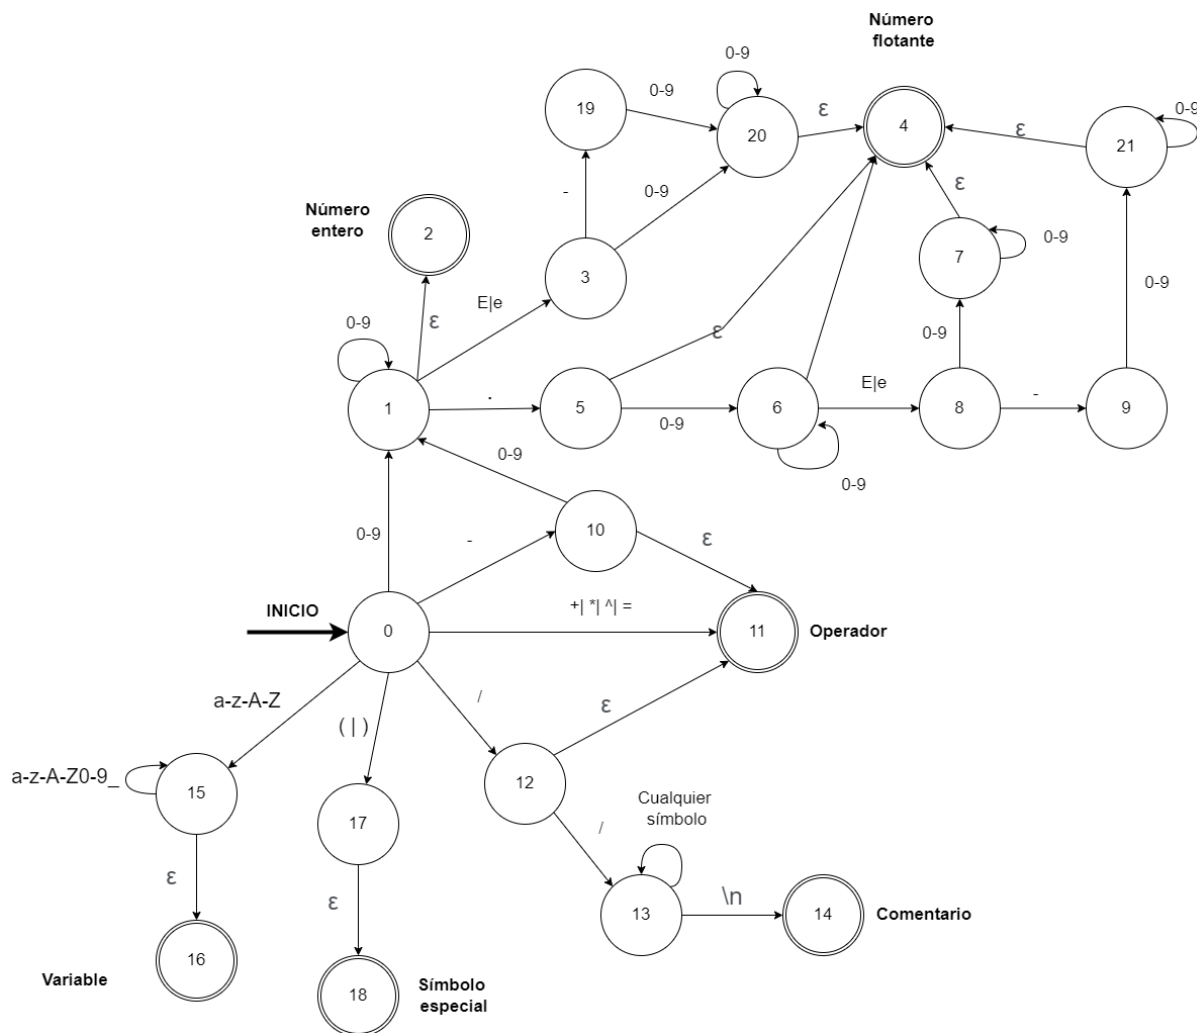 Número
flotante
0-9
19
0-9
20
ε
4
ε
21
0-9
-
0-9
Número
entero
2
ε
7
0-9
3
0-9
E|e
ε
0-9
ε
0-9
E|e
1
.
5
0-9
6
8
-
9
0-9
0-9
0-9
-
10
ε
INICIO
0
+| *| ^| =
11
Operador
a-z-A-Z
( | )
/
ε
a-z-A-Z0-9_
15
17
12
Cualquier
símbolo
/
ε
ε
13
\n
14
Comentario
Variable
16
18
Símbolo
especial